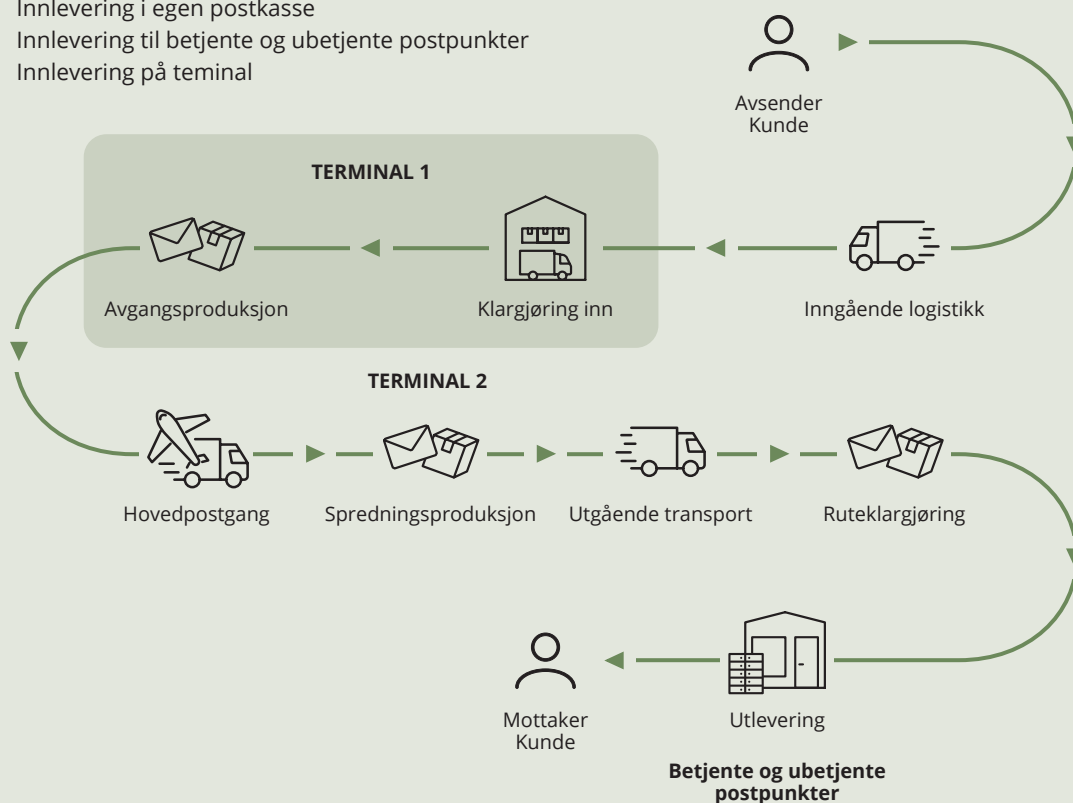 Innlevering i egen postkasse
Innlevering til betjente og ubetjente postpunkter
Innlevering på teminal
Avsender
Kunde
TERMINAL 1
Avgangsproduksjon
Klargjøring inn
Inngående logistikk
TERMINAL 2
Hovedpostgang
Spredningsproduksjon
Utgående transport
Ruteklargjøring
Mottaker
Kunde
Utlevering
Betjente og ubetjente
postpunkter